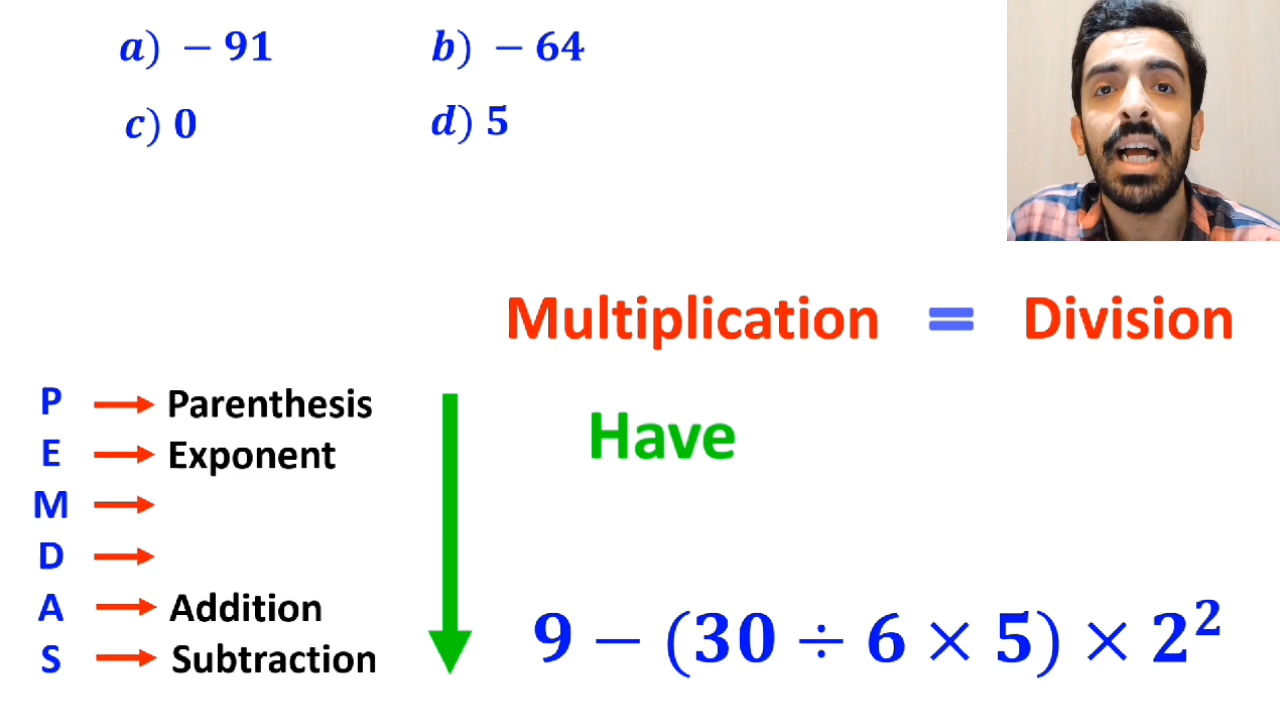 a) − 91 b) − 64
c) 0 d) 5
Multiplication = Division
Have
P → Parenthesis
E → Exponent
M →
D →
A → Addition
S → Subtraction
9 − (30 ÷ 6 × 5) × 2²